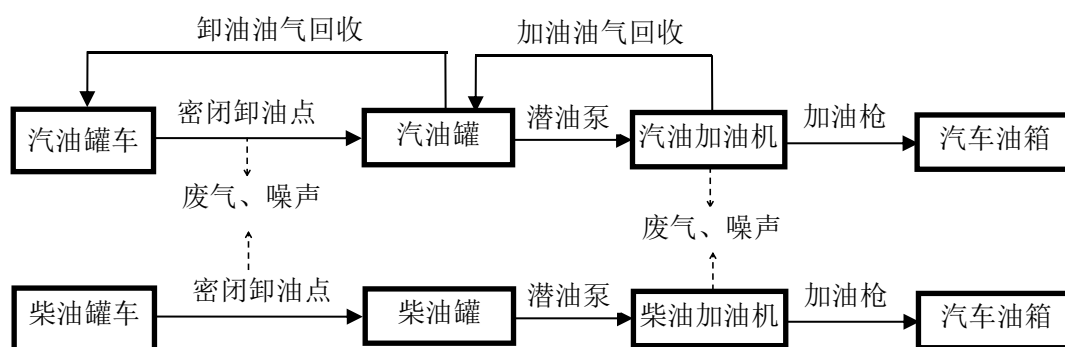 卸油油气回收
加油油气回收
汽油罐车
密闭卸油点
汽油罐
潜油泵
汽油加油机
加油枪
汽车油箱
废气、噪声
废气、噪声
柴油罐车
密闭卸油点
柴油罐
潜油泵
柴油加油机
加油枪
汽车油箱